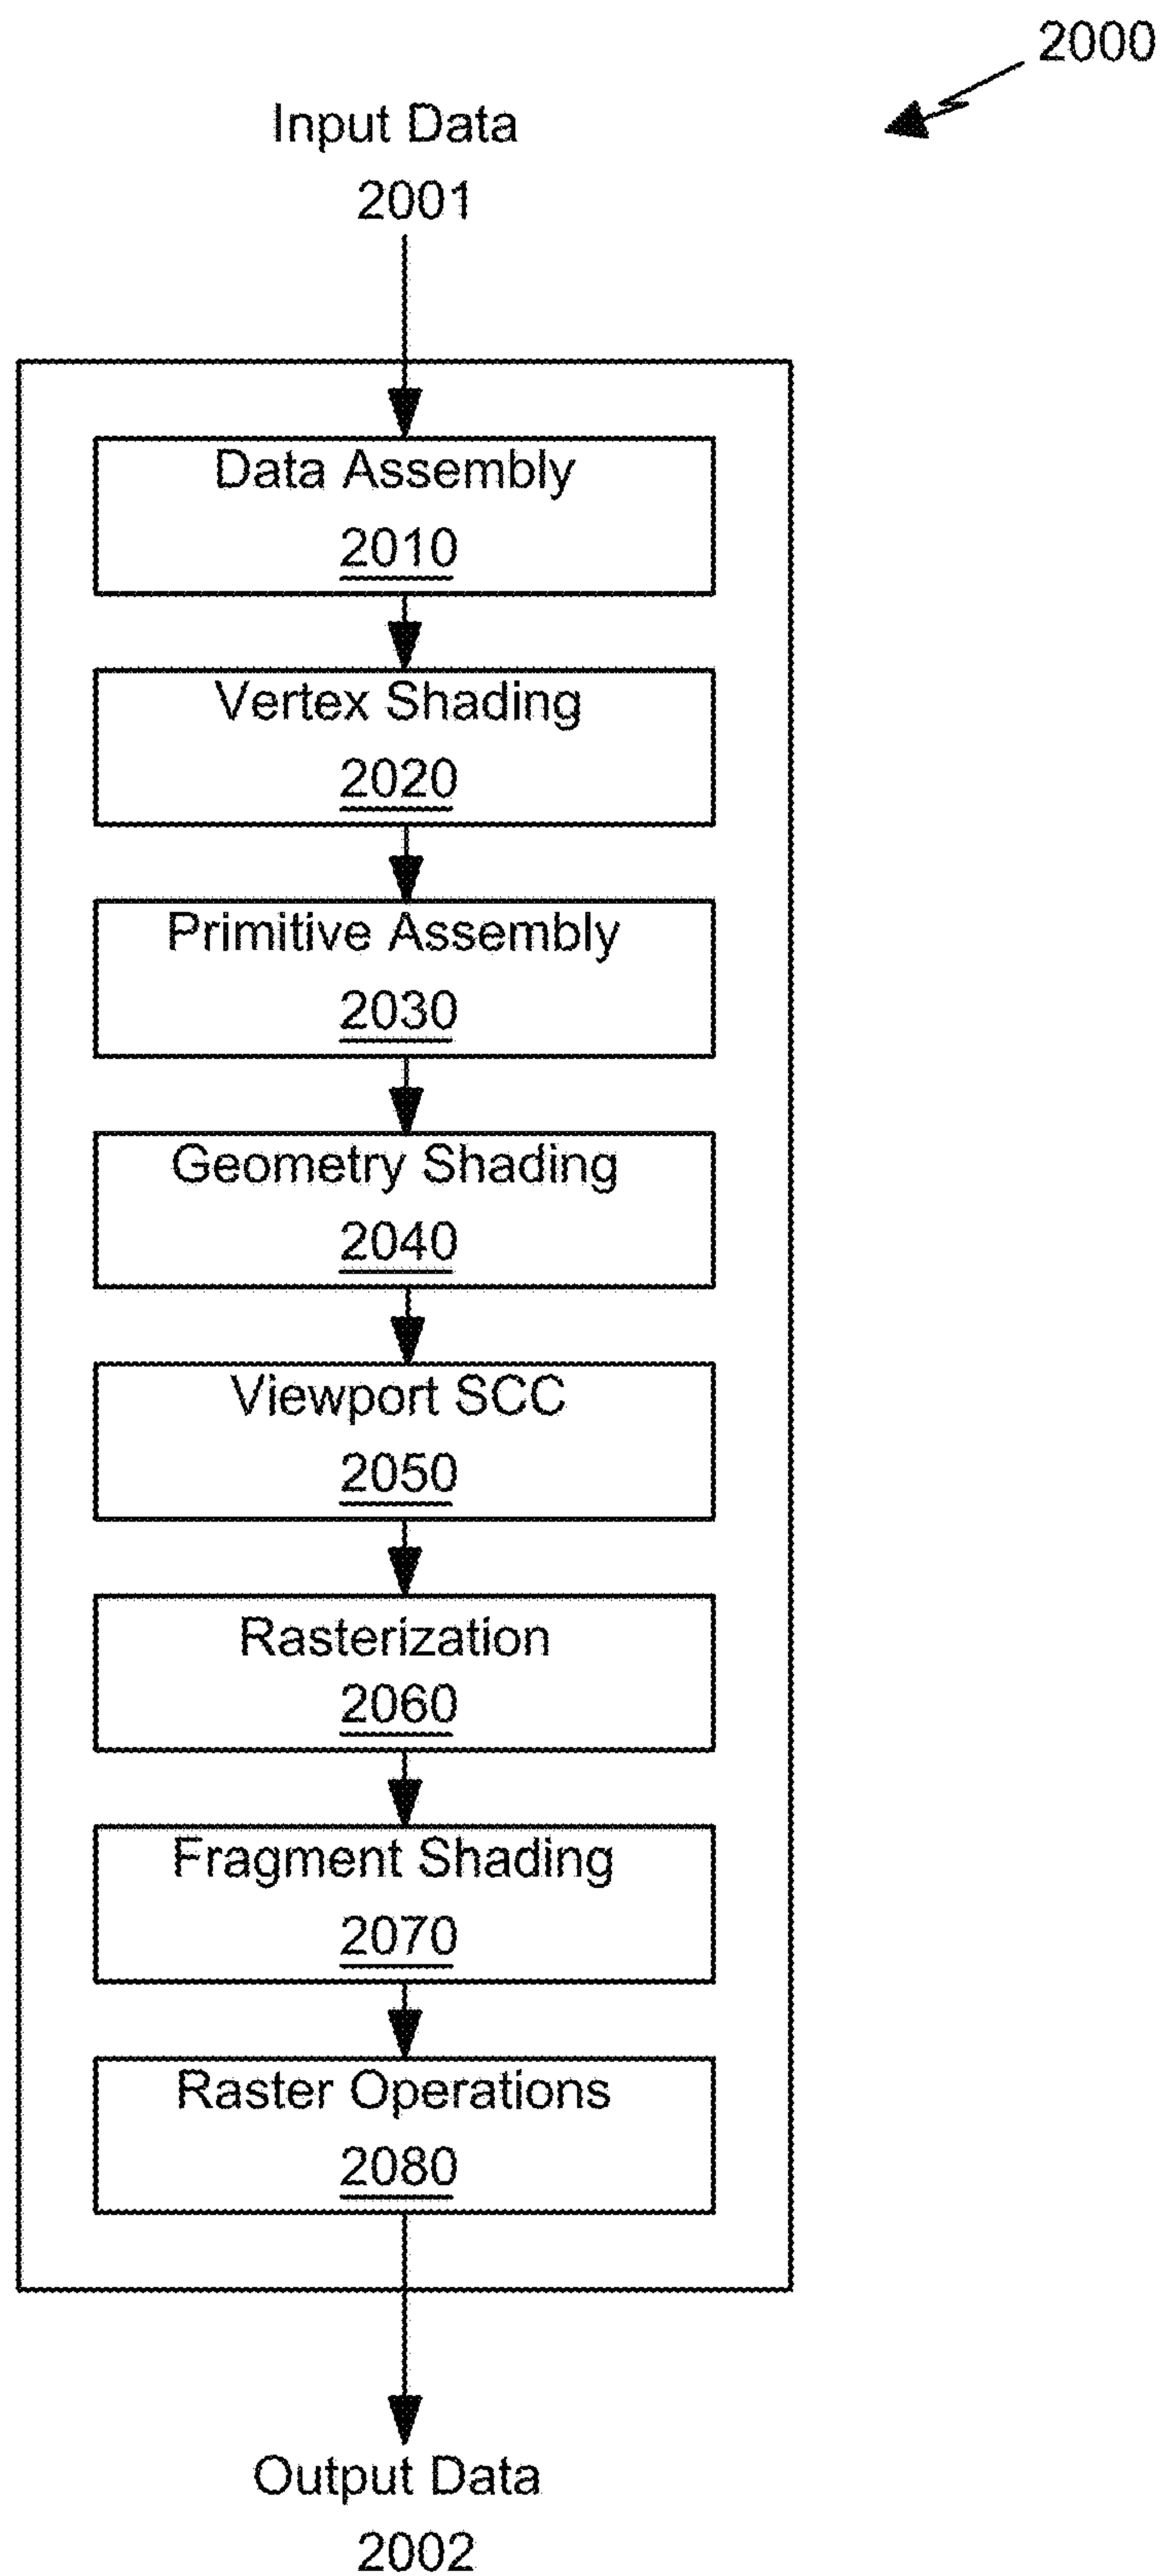 2000
Input Data
2001
Data Assembly
2010
Vertex Shading
2020
Primitive Assembly
2030
Geometry Shading
2040
Viewport SCC
2050
Rasterization
2060
Fragment Shading
2070
Raster Operations
2080
Output Data
2002